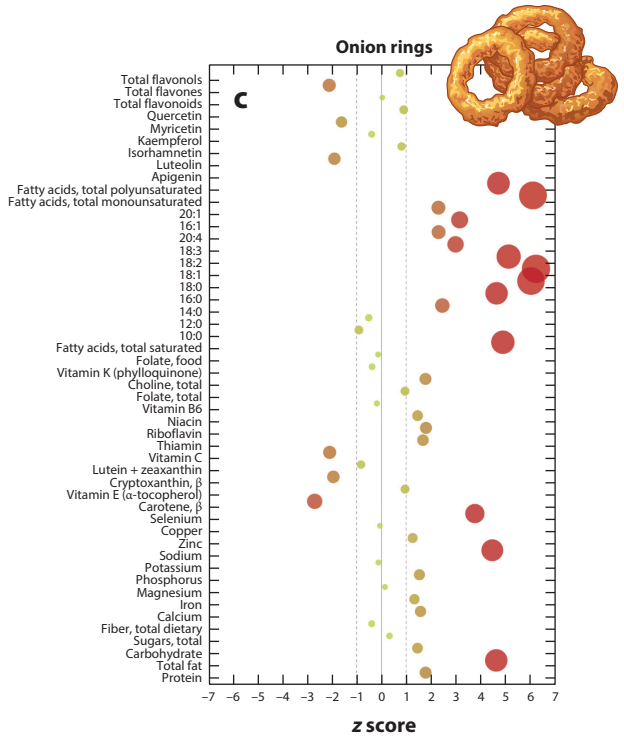 Onion rings
C
Total flavonols
Total flavones
Total flavonoids
Quercetin
Myricetin
Kaempferol
Isorhamnetin
Luteolin
Apigenin
Fatty acids, total polyunsaturated
Fatty acids, total monounsaturated
20:1
16:1
20:4
18:3
18:2
18:1
18:0
16:0
14:0
12:0
10:0
Fatty acids, total saturated
Folate, food
Vitamin K (phylloquinone)
Choline, total
Folate, total
Vitamin B6
Niacin
Riboflavin
Thiamin
Vitamin C
Lutein + zeaxanthin
Cryptoxanthin, β
Vitamin E (α-tocopherol)
Carotene, β
Selenium
Copper
Zinc
Sodium
Potassium
Phosphorus
Magnesium
Iron
Calcium
Fiber, total dietary
Sugars, total
Carbohydrate
Total fat
Protein
–7 –6 –5 –4 –3 –2 –1 0 1 2 3 4 5 6 7
z score